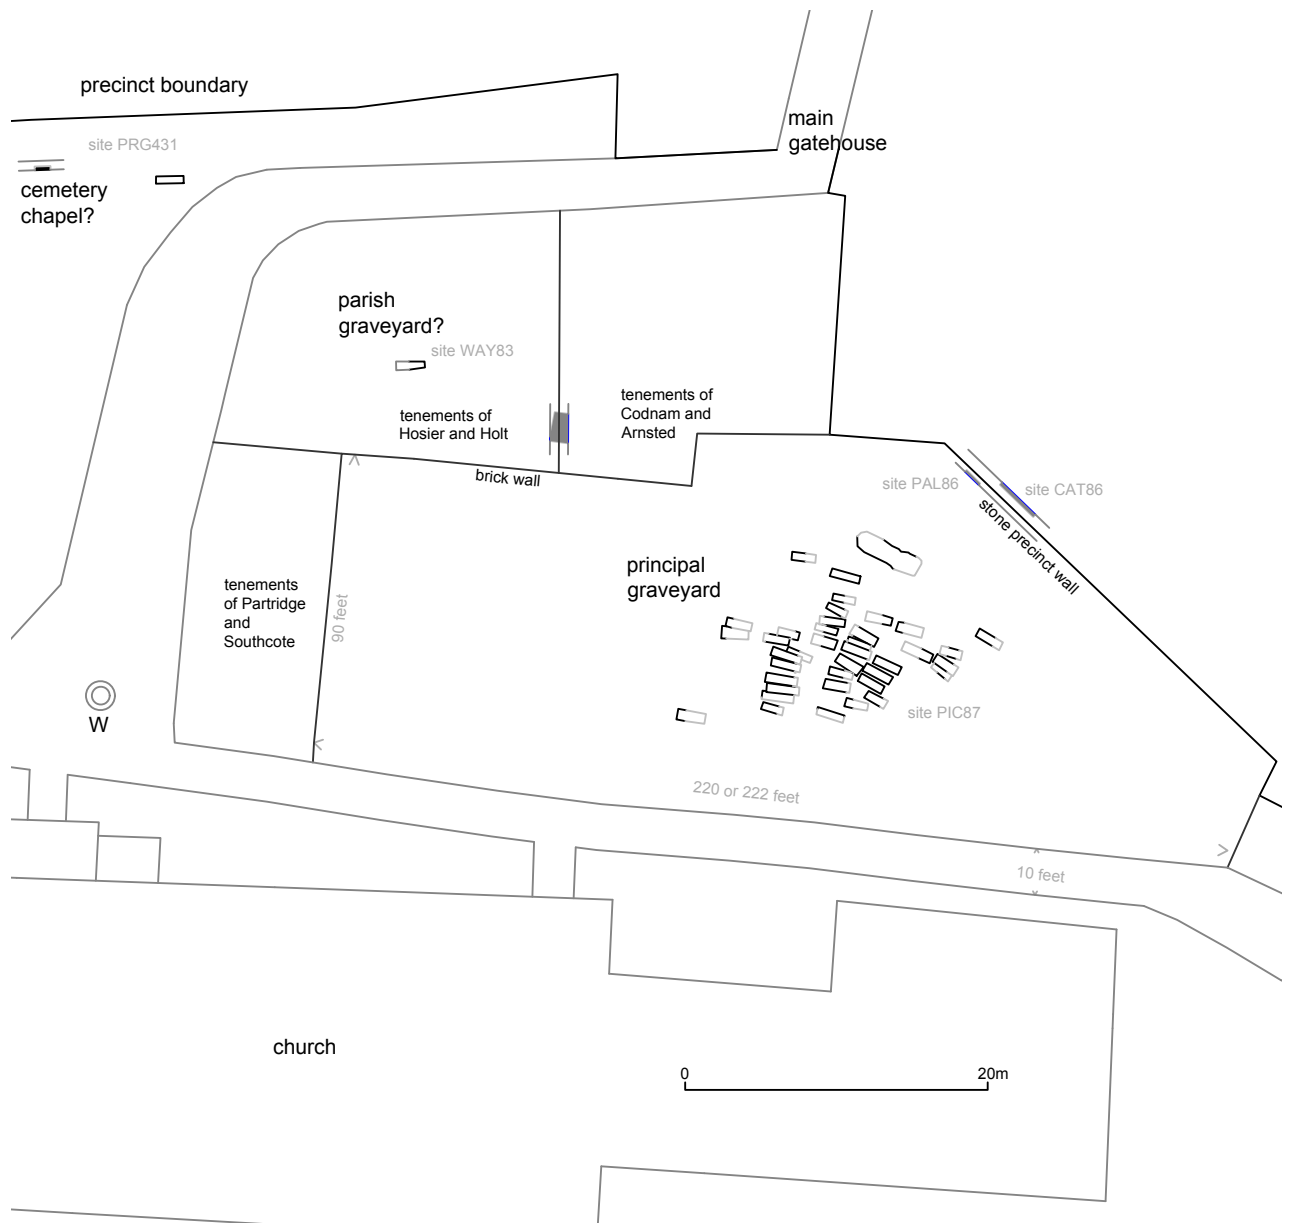 precinct boundary
main
gatehouse
site PRG431
cemetery
chapel?
parish
graveyard?
site WAY83
tenements of
Hosier and Holt
tenements of
Codnam and
Arnsted
brick wall
site PAL86
site CAT86
stone precinct wall
principal
graveyard
tenements
of Partridge
and
Southcote
90 feet
W
site PIC87
220 or 222 feet
10 feet
church
0
20m